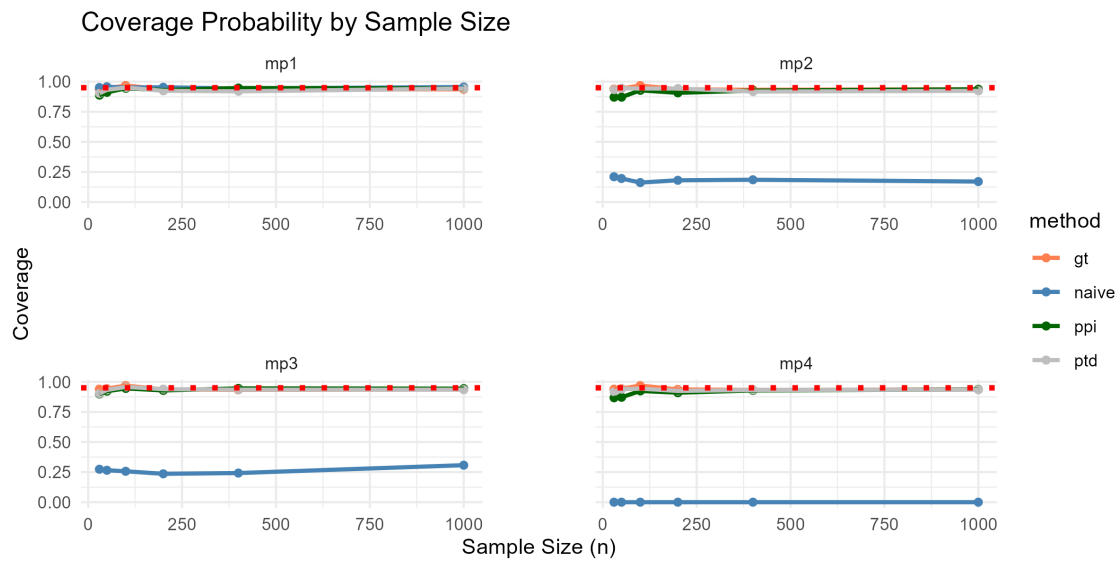 Coverage Probability by Sample Size
mp1
mp2
1.00
0.75
0.50
0.25
0.00
0 250 500 750 1000
0 250 500 750 1000
Coverage
mp3
mp4
1.00
0.75
0.50
0.25
0.00
0 250 500 750 1000
0 250 500 750 1000
Sample Size (n)
method
gt
naive
ppi
ptd